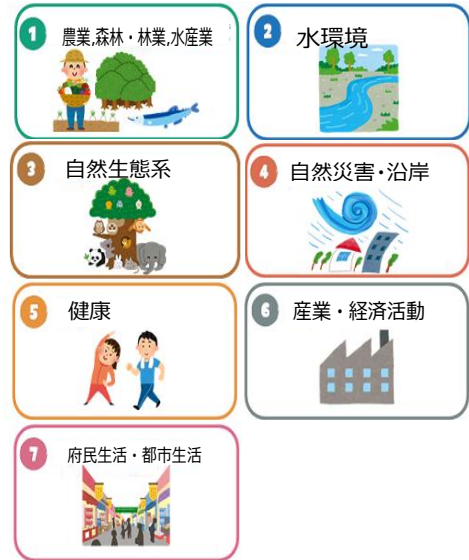 1 農業,森林・林業,水産業
2 水環境
3 自然生態系
4 自然災害・沿岸
5 健康
6 産業・経済活動
7 府民生活・都市生活